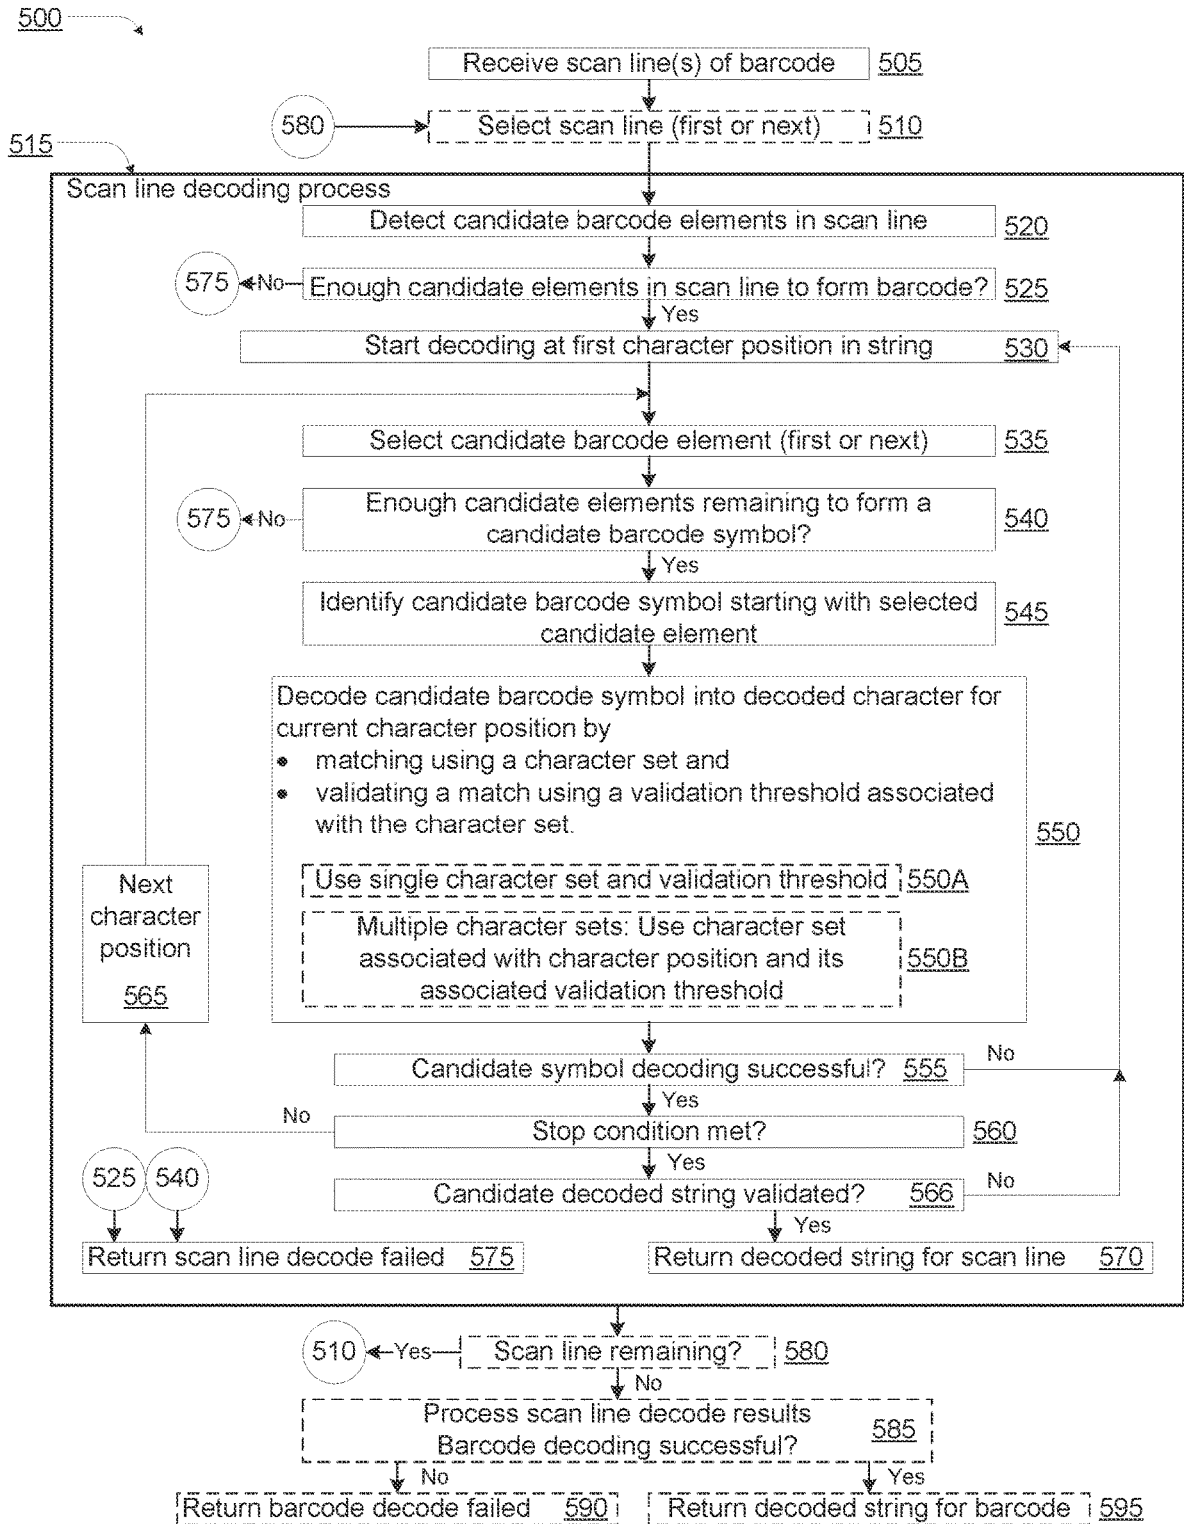 500
Receive scan line(s) of barcode 505
580 Select scan line (first or next) 510
515
Scan line decoding process
Detect candidate barcode elements in scan line 520
575 No Enough candidate elements in scan line to form barcode? 525
Yes
Start decoding at first character position in string 530
Select candidate barcode element (first or next) 535
Enough candidate elements remaining to form a
candidate barcode symbol?
540
575 No
Yes
Identify candidate barcode symbol starting with selected
candidate element
545
Decode candidate barcode symbol into decoded character for
current character position by
• matching using a character set and
• validating a match using a validation threshold associated
with the character set.
550
Use single character set and validation threshold 550A
Multiple character sets: Use character set
associated with character position and its
associated validation threshold
550B
Next
character
position
565
Candidate symbol decoding successful? 555 No
Yes
No Stop condition met? 560
Yes
525 540 Candidate decoded string validated? 566 No
Yes
Return scan line decode failed 575 Return decoded string for scan line 570
510 Yes Scan line remaining? 580
No
Process scan line decode results
Barcode decoding successful?
585
No Yes
Return barcode decode failed 590 Return decoded string for barcode 595